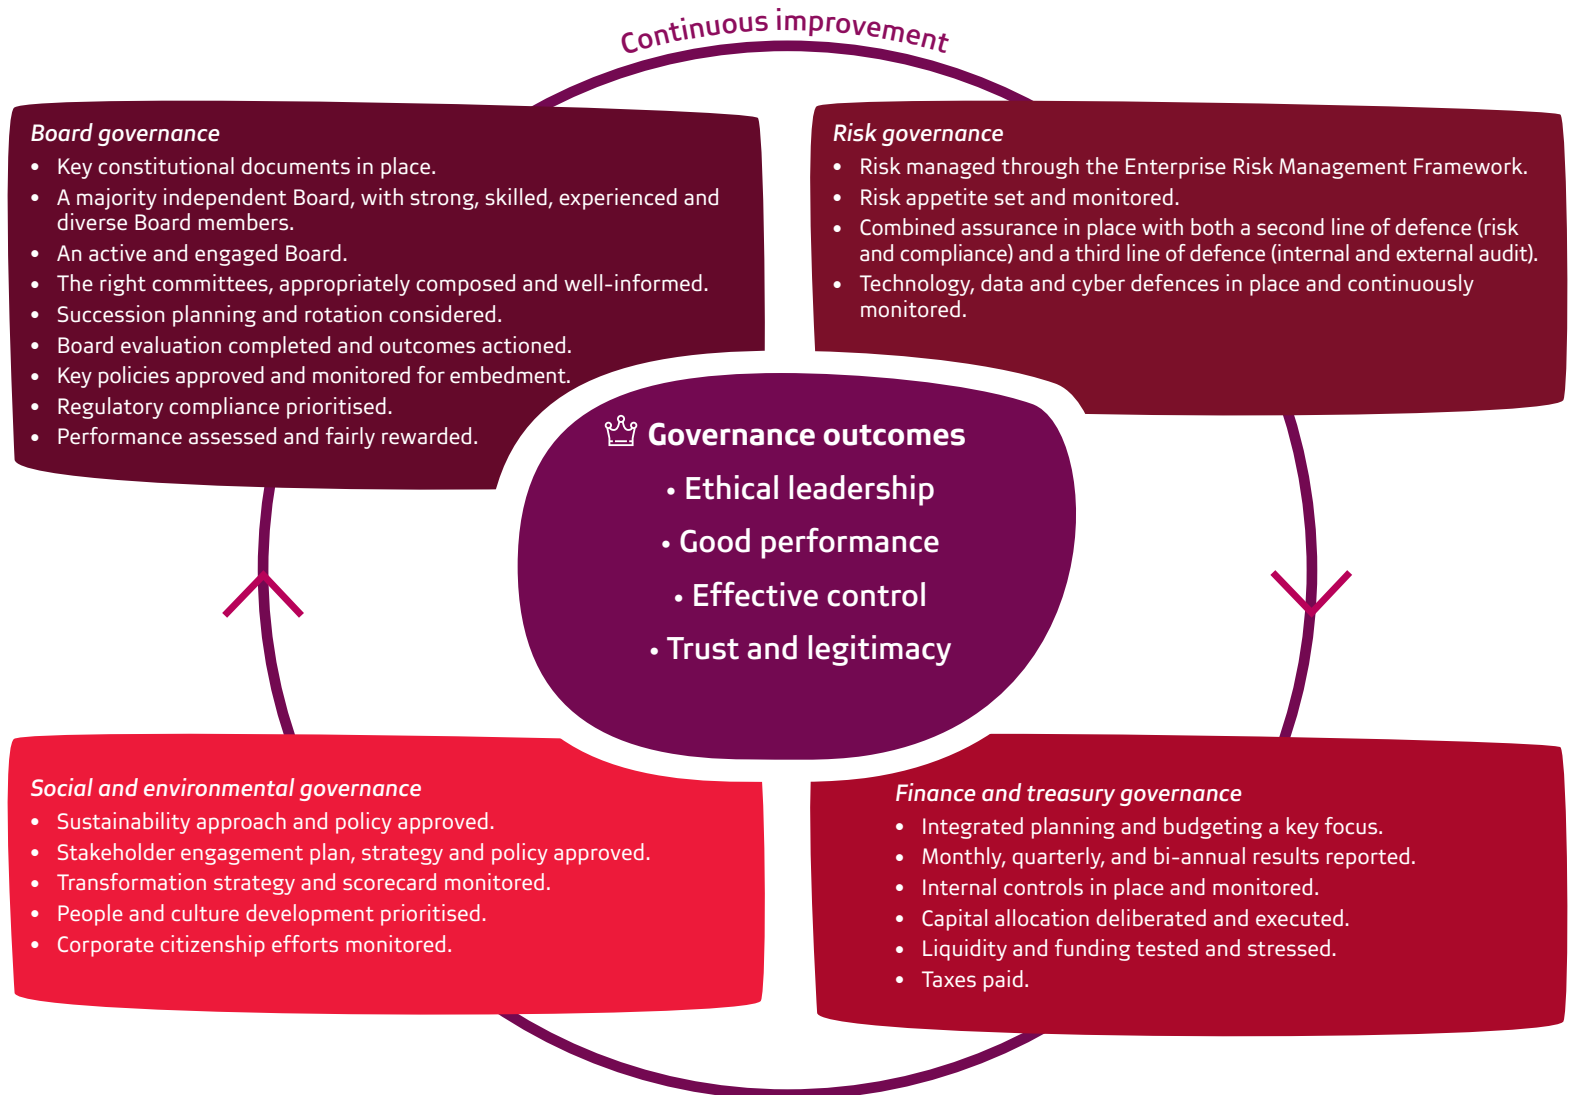 Continuous improvement
Board governance
• Key constitutional documents in place.
• A majority independent Board, with strong, skilled, experienced and
diverse Board members.
• An active and engaged Board.
• The right committees, appropriately composed and well-informed.
• Succession planning and rotation considered.
• Board evaluation completed and outcomes actioned.
• Key policies approved and monitored for embedment.
• Regulatory compliance prioritised.
• Performance assessed and fairly rewarded.
Risk governance
• Risk managed through the Enterprise Risk Management Framework.
• Risk appetite set and monitored.
• Combined assurance in place with both a second line of defence (risk
and compliance) and a third line of defence (internal and external audit).
• Technology, data and cyber defences in place and continuously
monitored.
Governance outcomes
• Ethical leadership
• Good performance
• Effective control
• Trust and legitimacy
Social and environmental governance
• Sustainability approach and policy approved.
• Stakeholder engagement plan, strategy and policy approved.
• Transformation strategy and scorecard monitored.
• People and culture development prioritised.
• Corporate citizenship efforts monitored.
Finance and treasury governance
• Integrated planning and budgeting a key focus.
• Monthly, quarterly, and bi-annual results reported.
• Internal controls in place and monitored.
• Capital allocation deliberated and executed.
• Liquidity and funding tested and stressed.
• Taxes paid.